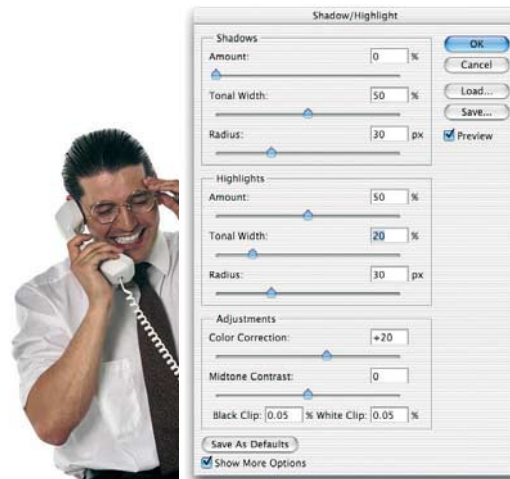 Shadow/Highlight
Shadows
Amount: 0 %
Tonal Width: 50 %
Radius: 30 px
Highlights
Amount: 50 %
Tonal Width: 20 %
Radius: 30 px
Adjustments
Color Correction: +20
Midtone Contrast: 0
Black Clip: 0.05 % White Clip: 0.05 %
Save As Defaults
Show More Options
OK
Cancel
Load...
Save...
Preview